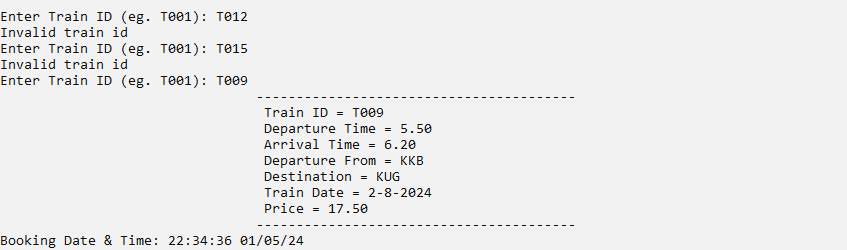 Enter Train ID (eg. T001): T012
Invalid train id
Enter Train ID (eg. T001): T015
Invalid train id
Enter Train ID (eg. T001): T009
----------------------------------------
Train ID = T009
Departure Time = 5.50
Arrival Time = 6.20
Departure From = KKB
Destination = KUG
Train Date = 2-8-2024
Price = 17.50
----------------------------------------
Booking Date & Time: 22:34:36 01/05/24